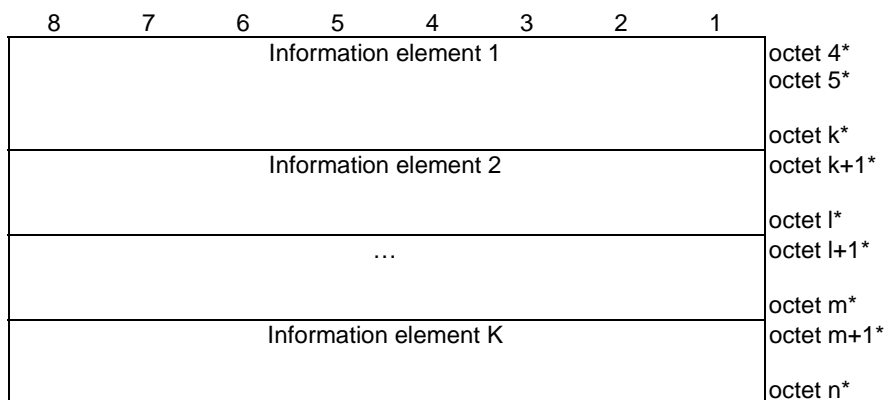 8 7 6 5 4 3 2 1
Information element 1 octet 4*
octet 5*
octet k*
Information element 2 octet k+1*
octet l*
… octet l+1*
octet m*
Information element K octet m+1*
octet n*